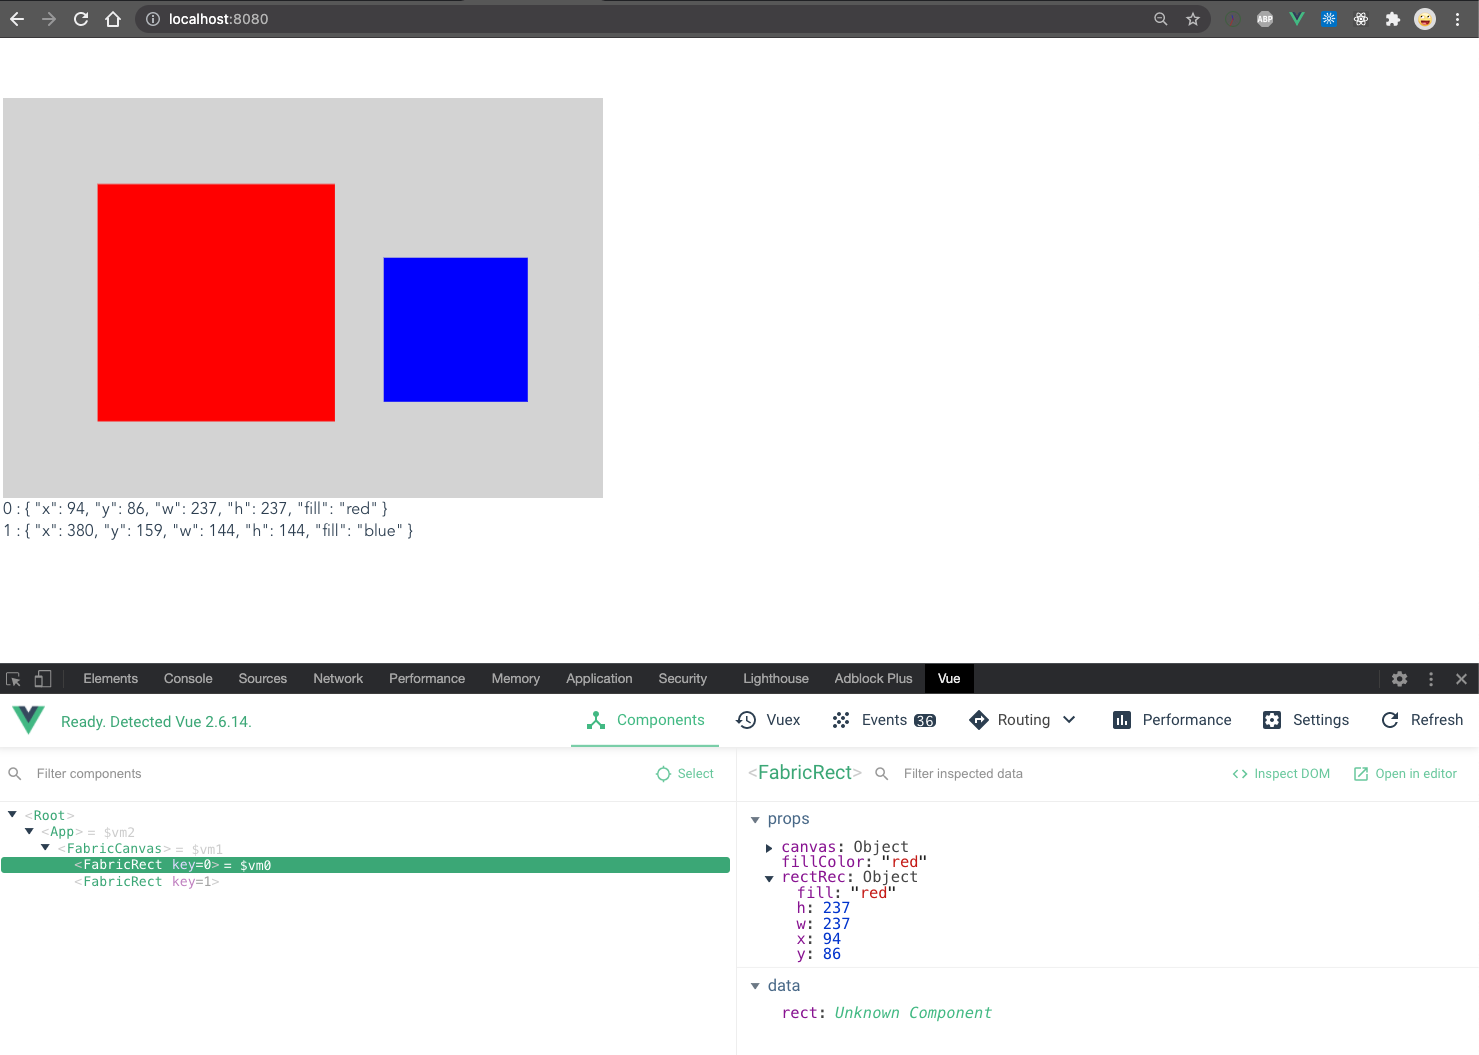 localhost:8080
ABP
0 : { "x": 94, "y": 86, "w": 237, "h": 237, "fill": "red" }
1 : { "x": 380, "y": 159, "w": 144, "h": 144, "fill": "blue" }
Elements Console Sources Network Performance Memory Application Security Lighthouse Adblock Plus Vue
Ready. Detected Vue 2.6.14. Components Vuex Events 36 Routing Performance Settings Refresh
Filter components Select
<FabricRect> Filter inspected data Inspect DOM Open in editor
<Root>
<App> = $vm2
<FabricCanvas> = $vm1
<FabricRect key=0> = $vm0
<FabricRect key=1>
props
canvas: Object
fillColor: "red"
rectRec: Object
fill: "red"
h: 237
w: 237
x: 94
y: 86
data
rect: Unknown Component